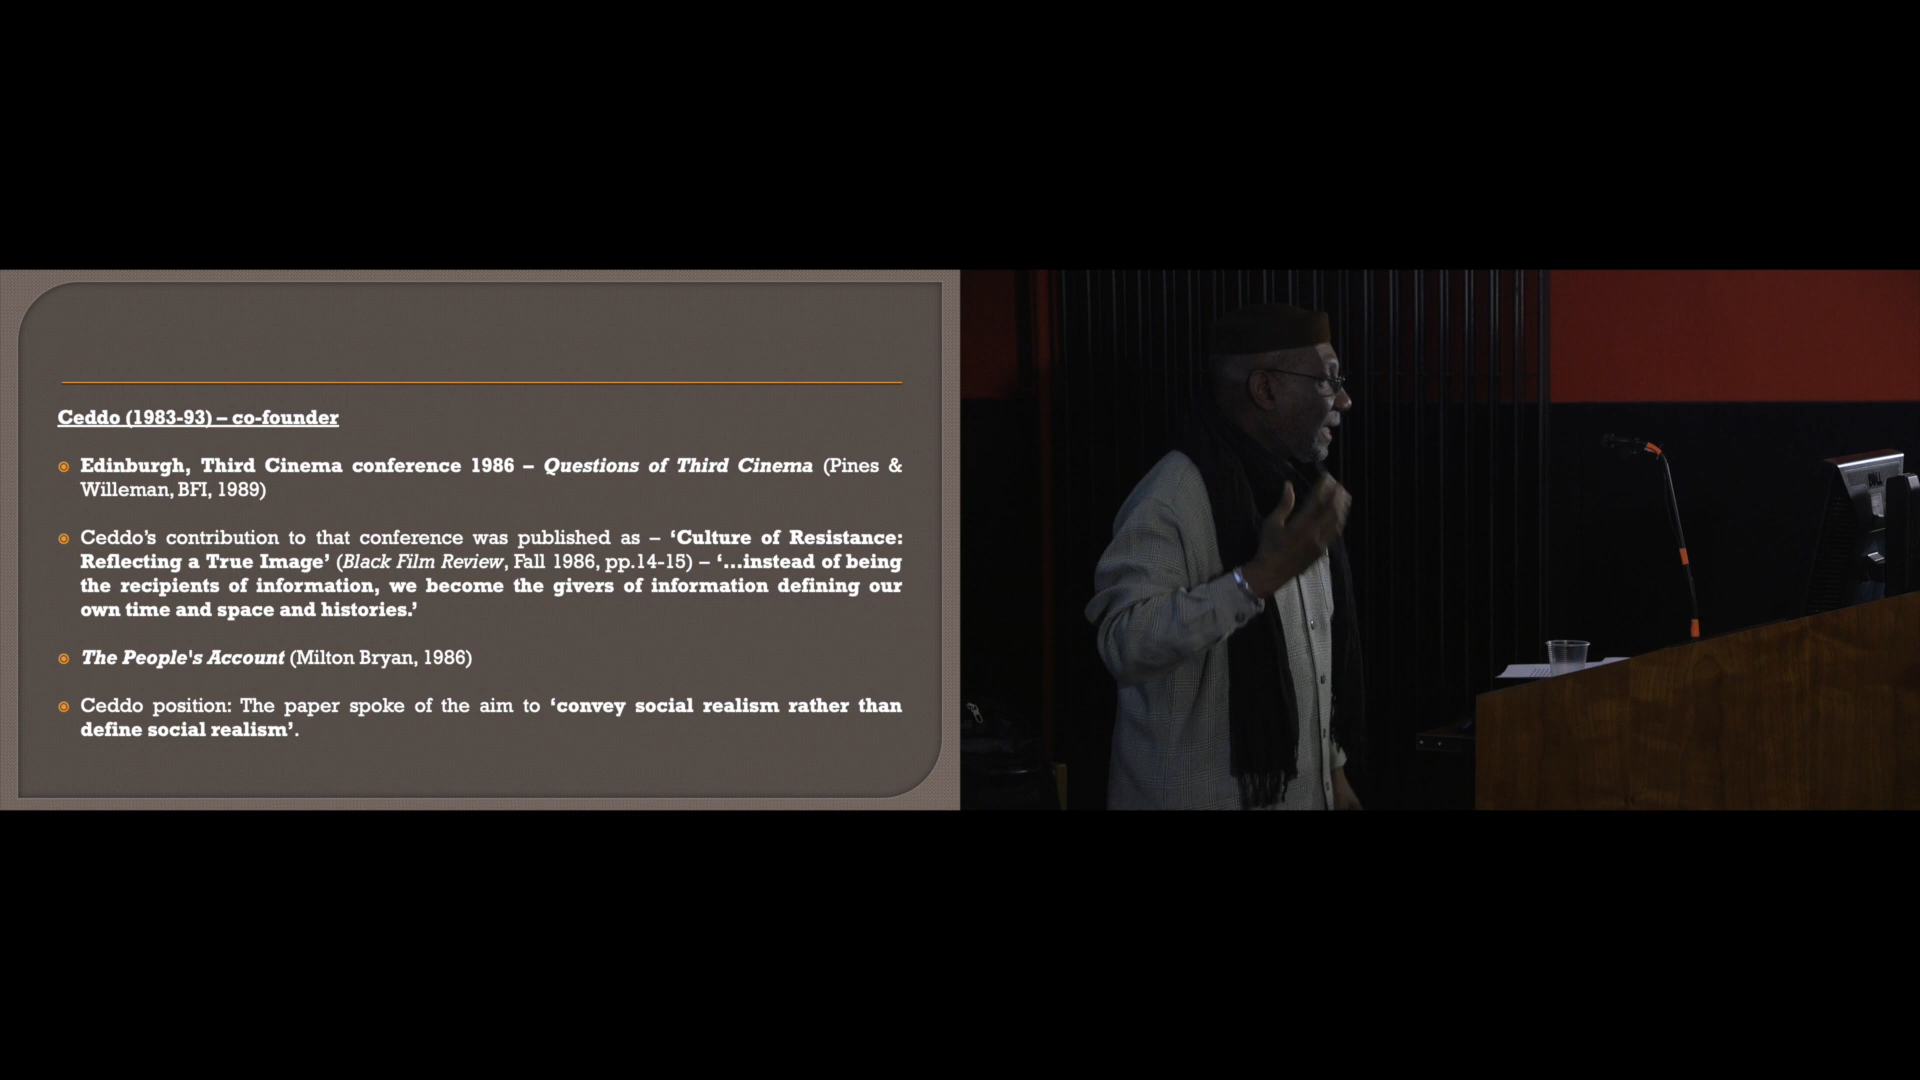 Ceddo (1983-93) – co-founder
Edinburgh, Third Cinema conference 1986 – Questions of Third Cinema (Pines &
Willeman, BFI, 1989)
Ceddo’s contribution to that conference was published as – ‘Culture of Resistance:
Reflecting a True Image’ (Black Film Review, Fall 1986, pp.14-15) – ‘...instead of being
the recipients of information, we become the givers of information defining our
own time and space and histories.’
The People's Account (Milton Bryan, 1986)
Ceddo position: The paper spoke of the aim to ‘convey social realism rather than
define social realism’.
DELL